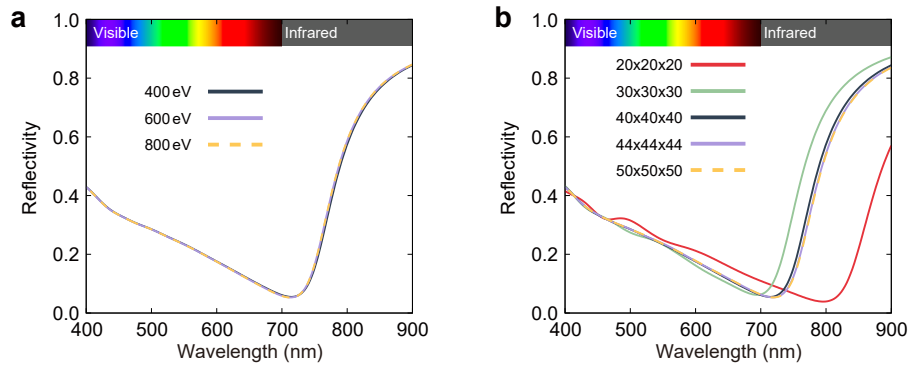 a
1.0
0.8
0.6
0.4
0.2
0.0
Reflectivity
Visible
Infrared
400 eV
600 eV
800 eV
400 500 600 700 800 900
Wavelength (nm)
b
1.0
0.8
0.6
0.4
0.2
0.0
Reflectivity
Visible
Infrared
20x20x20
30x30x30
40x40x40
44x44x44
50x50x50
400 500 600 700 800 900
Wavelength (nm)